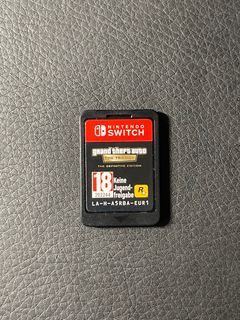 NINTENDO
SWITCH
grand theft auto
THE TRILOGY
THE DEFINITIVE EDITION
18
Keine
Jugend-
freigabe
R
LA-H-A5RBA-EUR1